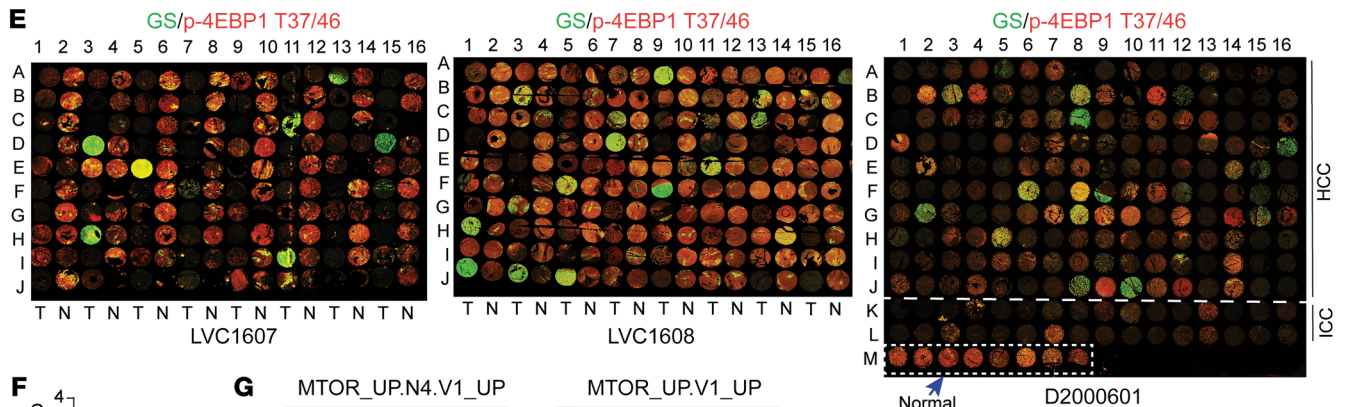 E
GS/p-4EBP1 T37/46
1 2 3 4 5 6 7 8 9 10 11 12 13 14 15 16
A
B
C
D
E
F
G
H
I
J
T N T N T N T N T N T N T N T N
LVC1607
GS/p-4EBP1 T37/46
1 2 3 4 5 6 7 8 9 10 11 12 13 14 15 16
A
B
C
D
E
F
G
H
I
J
T N T N T N T N T N T N T N T N
LVC1608
GS/p-4EBP1 T37/46
1 2 3 4 5 6 7 8 9 10 11 12 13 14 15 16
A
B
C
D
E
F
G
H
I
J
K
L
M
HCC
ICC
Normal
D2000601
F
4
G
MTOR_UP.N4.V1_UP
MTOR_UP.V1_UP